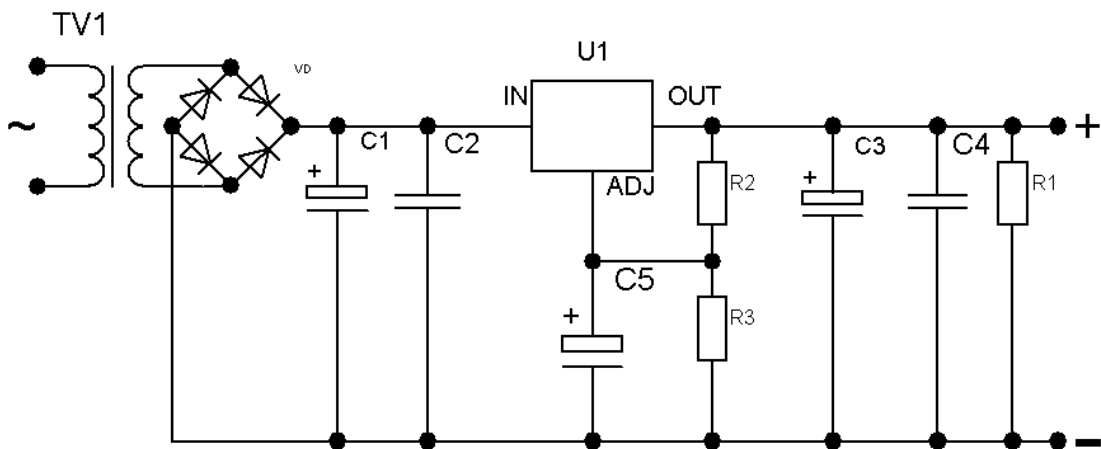 TV1
U1
VD
IN
OUT
~
+
C1
C2
C3
C4
+
ADJ
R2
+
R1
C5
+
R3
-